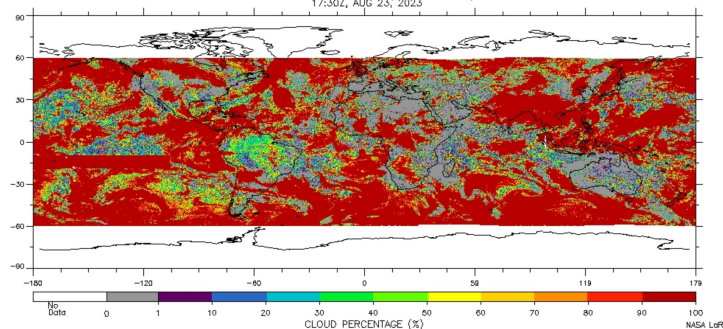 17:30Z, AUG 23, 2023
90
60
30
0
−30
−60
−90
−180 −120 −60 0 59 119 179
No Data 0 1 10 20 30 40 50 60 70 80 90 100
CLOUD PERCENTAGE (%)
NASA LaR